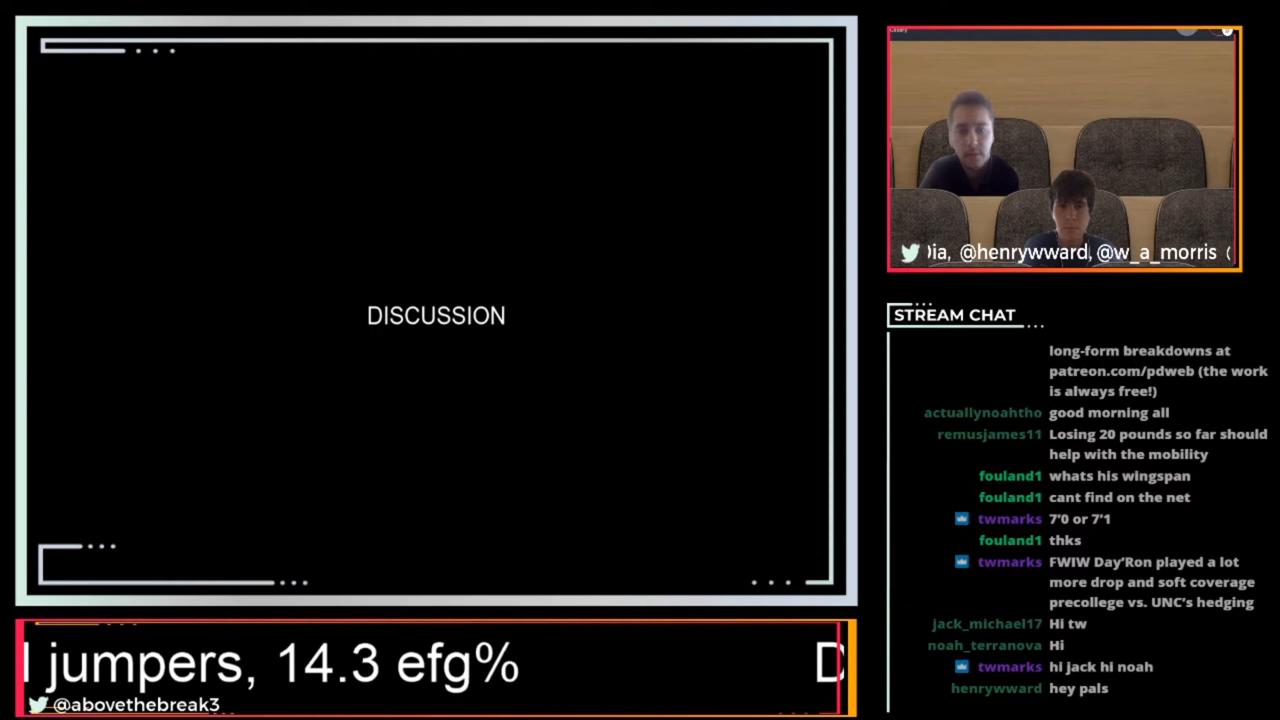 DISCUSSION
jumpers, 14.3 efg%
D
@abovethebreak3
@henrywward, @w_a_morris
STREAM CHAT
long-form breakdowns at
patreon.com/pdweb (the work
is always free!)
actuallynoahtho good morning all
remusjames11 Losing 20 pounds so far should
help with the mobility
fouland1 whats his wingspan
fouland1 cant find on the net
twmarks 7'0 or 7'1
fouland1 thks
twmarks FWIW Day'Ron played a lot
more drop and soft coverage
precollege vs. UNC's hedging
jack_michael17 Hi tw
noah_terranova Hi
twmarks hi jack hi noah
henrywward hey pals